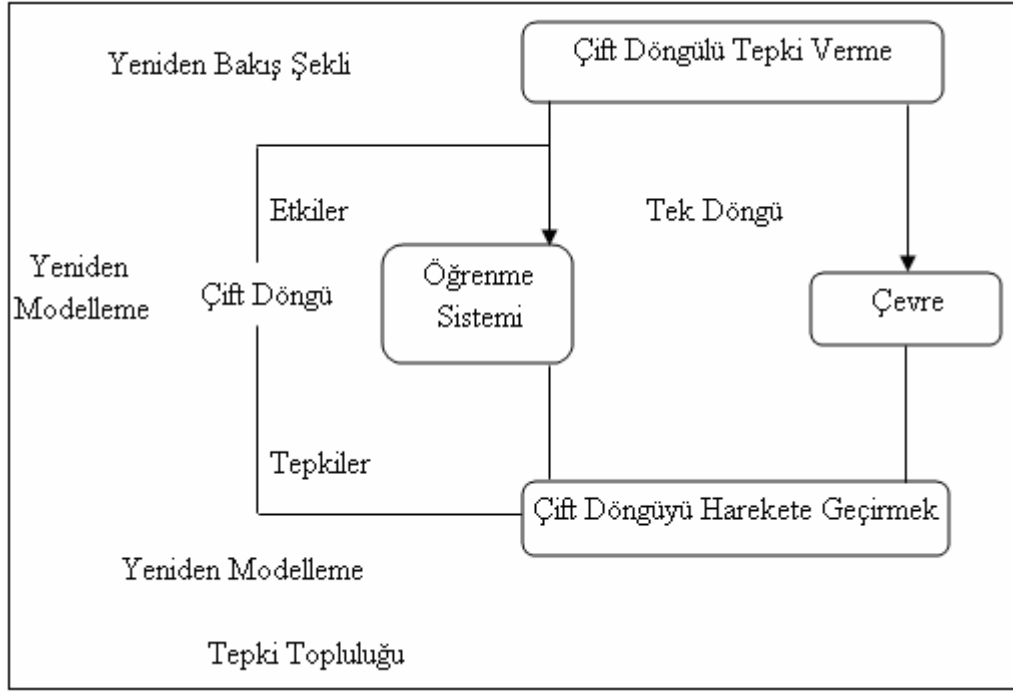 Çift Döngülü Tepki Verme
Yeniden Bakış Şekli
Etkiler
Tek Döngü
Yeniden
Modelleme
Çift Döngü
Öğrenme
Sistemi
Çevre
Tepkiler
Çift Döngüyü Harekete Geçirmek
Yeniden Modelleme
Tepki Topluluğu